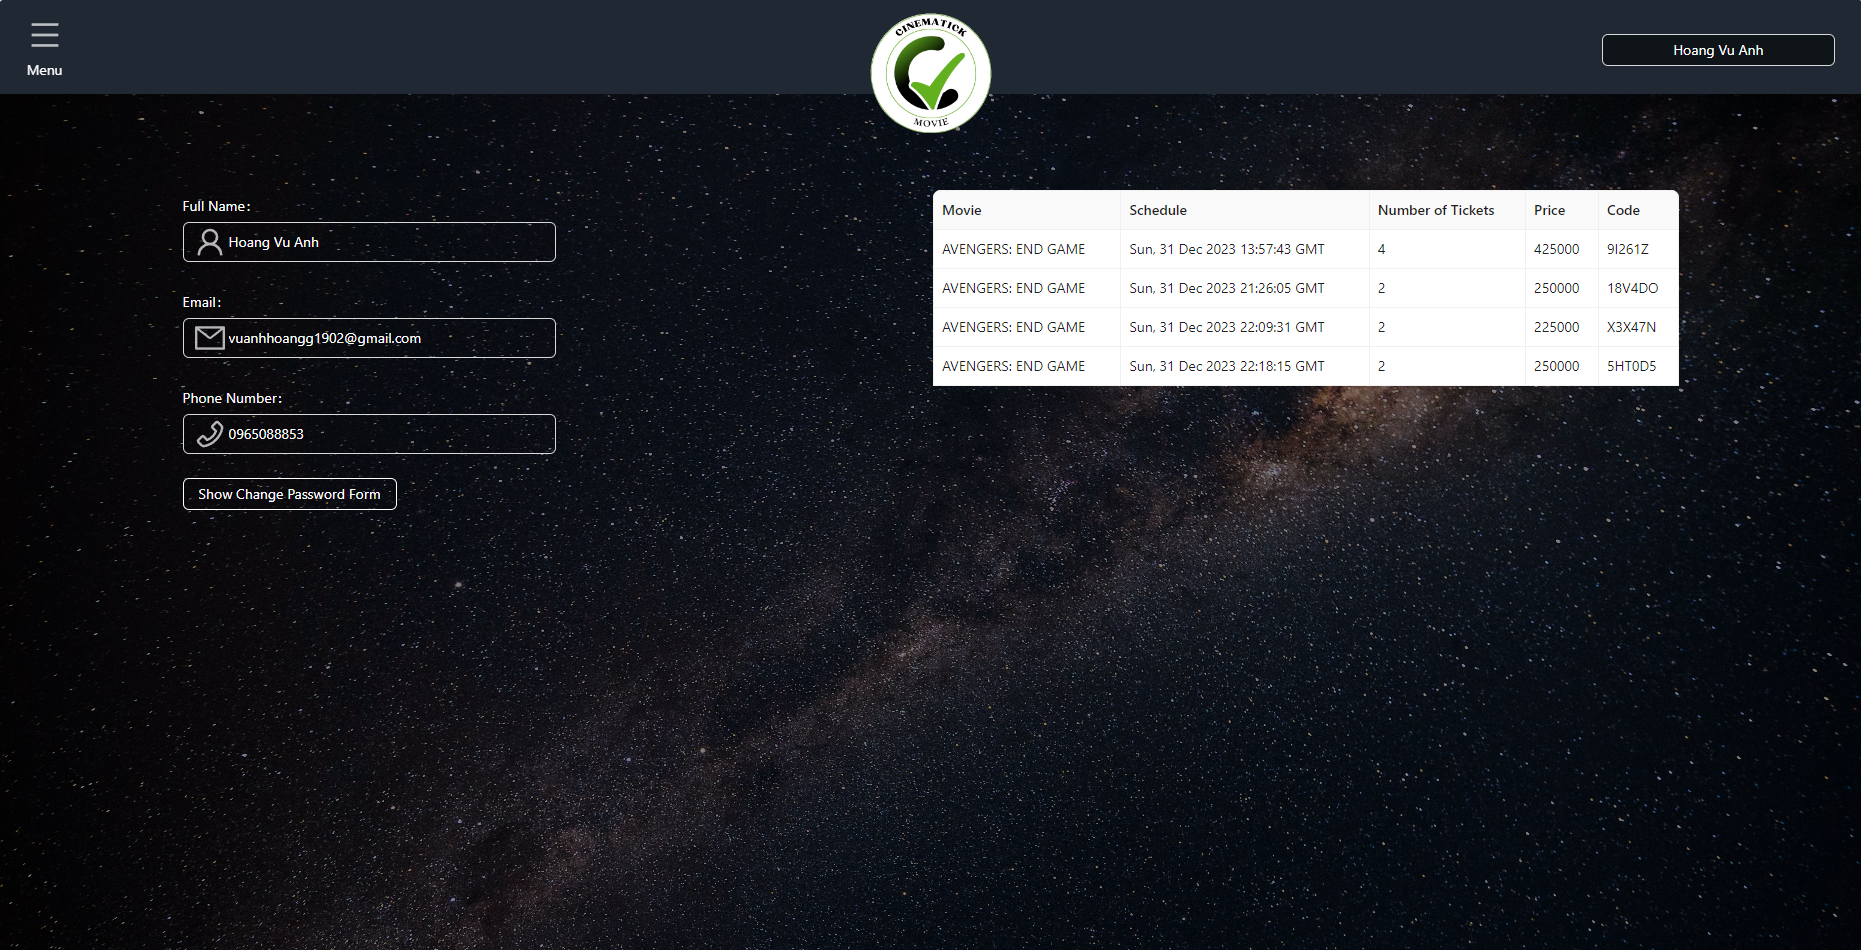 Menu
CINEMATICK
MOVIE
Hoang Vu Anh
Full Name:
Hoang Vu Anh
Email:
vuanhhoangg1902@gmail.com
Phone Number:
0965088853
Show Change Password Form
Movie Schedule Number of Tickets Price Code
AVENGERS: END GAME Sun, 31 Dec 2023 13:57:43 GMT 4 425000 9I261Z
AVENGERS: END GAME Sun, 31 Dec 2023 21:26:05 GMT 2 250000 18V4DO
AVENGERS: END GAME Sun, 31 Dec 2023 22:09:31 GMT 2 225000 X3X47N
AVENGERS: END GAME Sun, 31 Dec 2023 22:18:15 GMT 2 250000 5HT0D5